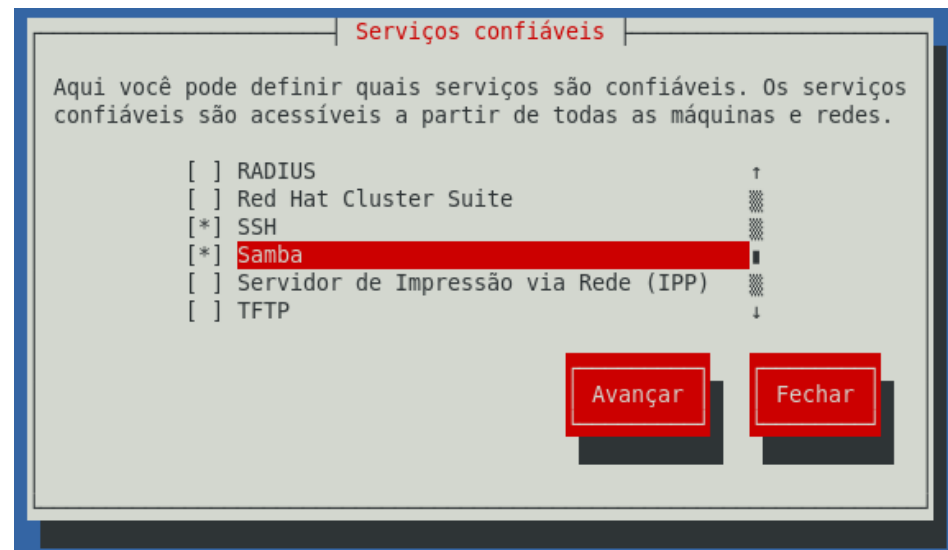 Serviços confiáveis
Aqui você pode definir quais serviços são confiáveis. Os serviços
confiáveis são acessíveis a partir de todas as máquinas e redes.
[ ] RADIUS ↑
[ ] Red Hat Cluster Suite
[*] SSH
[*] Samba
[ ] Servidor de Impressão via Rede (IPP)
[ ] TFTP ↓
Avançar Fechar